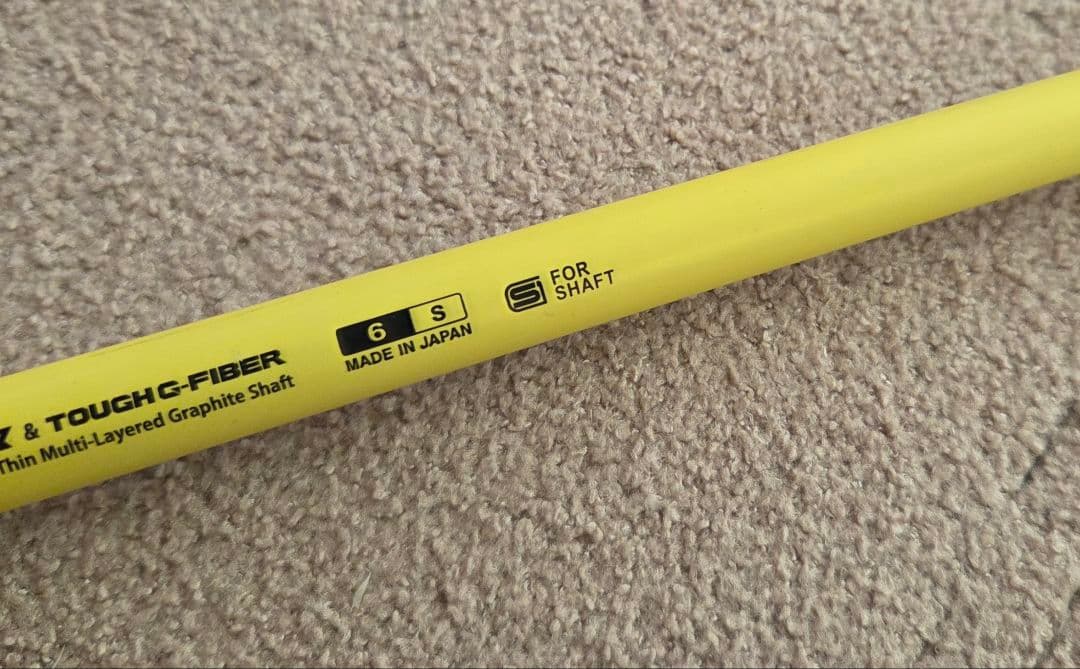 & TOUGH G-FIBER
Thin Multi-Layered Graphite Shaft
6 S
MADE IN JAPAN
FOR
SHAFT